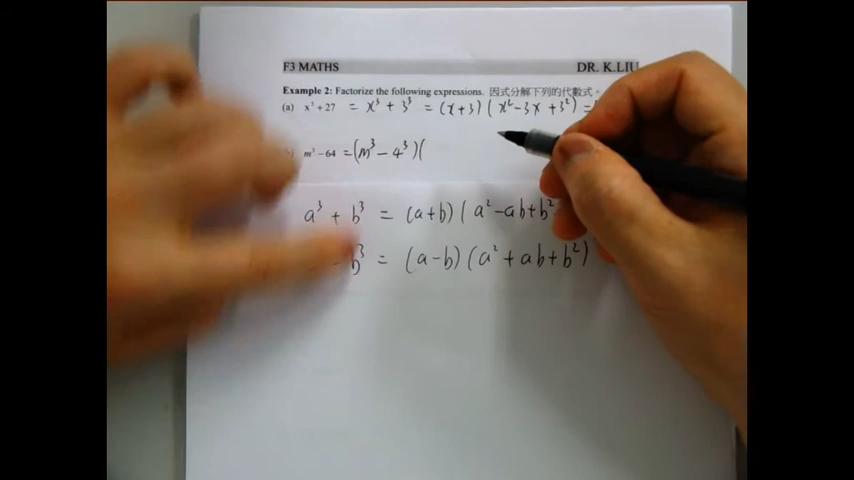 F3 MATHS DR. K.LIU
Example 2: Factorize the following expressions. 因式分解下列的代數式。
(a) x³ + 27 = x³ + 3³ = (x+3)(x²-3x+3²) =
m³ - 64 = (m³ - 4³)(
a³ + b³ = (a+b)(a²-ab+b²
b³ = (a-b)(a²+ab+b²)